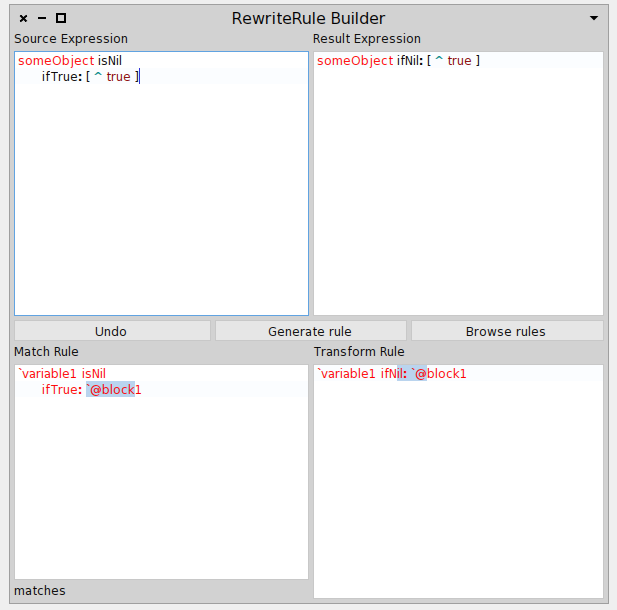 RewriteRule Builder
Source Expression
Result Expression
someObject isNil
ifTrue: [ ^ true ]
someObject ifNil: [ ^ true ]
Undo
Generate rule
Browse rules
Match Rule
Transform Rule
`variable1 isNil
ifTrue: `@block1
`variable1 ifNil: `@block1
matches